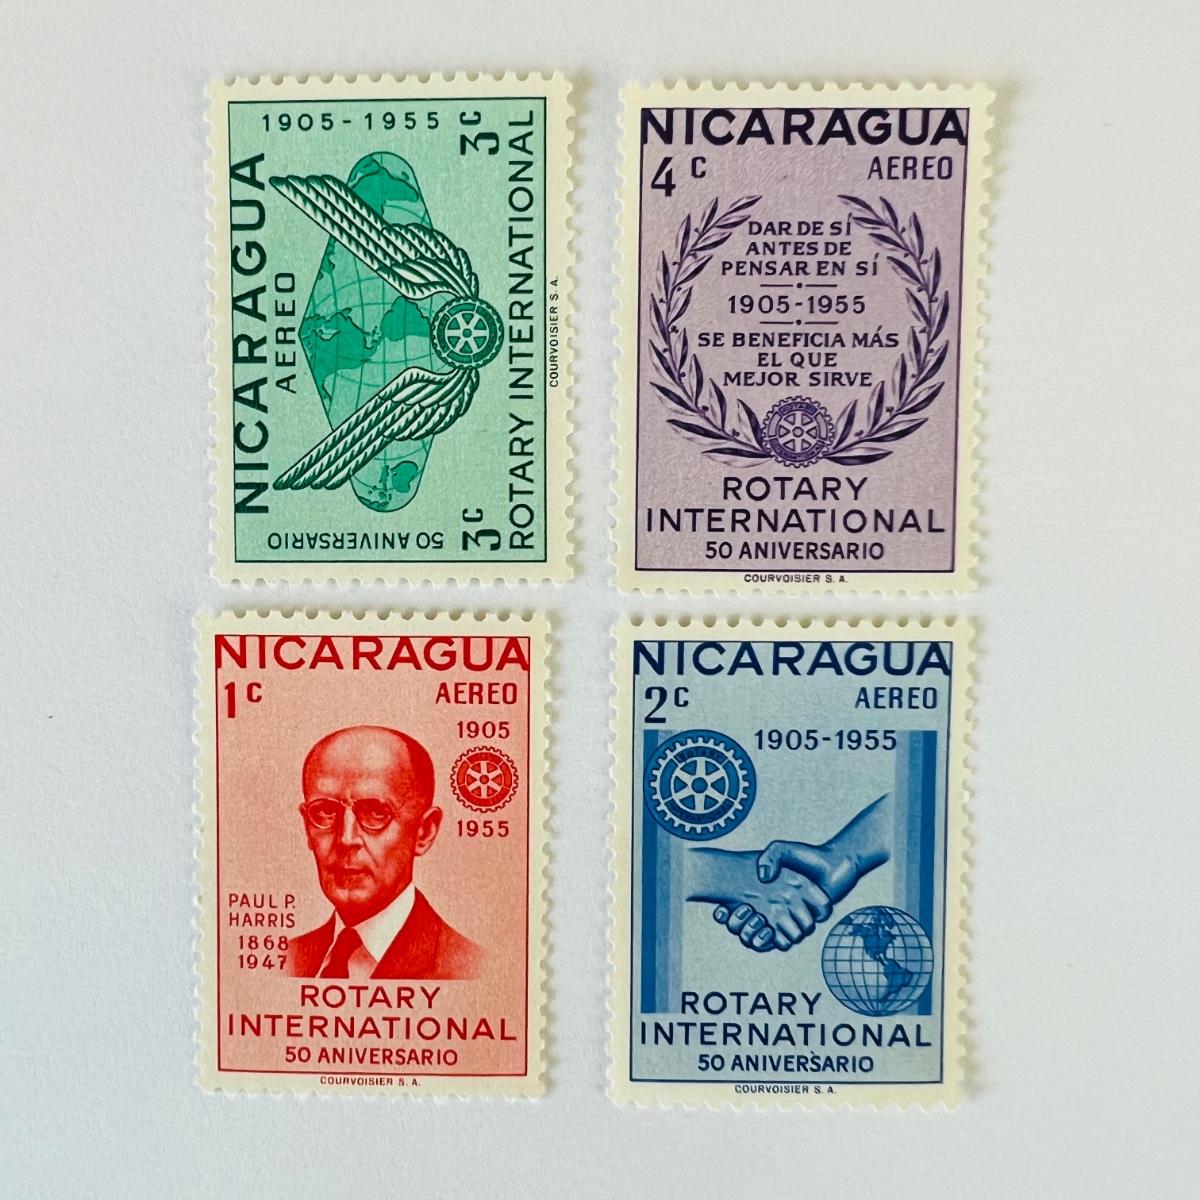 1905-1955
3c
NICARAGUA
AEREO
ROTARY INTERNATIONAL
50 ANIVERSARIO
3c
COURVOISIER S. A.
NICARAGUA
4c AEREO
DAR DE SÍ
ANTES DE
PENSAR EN SÍ
1905-1955
SE BENEFICIA MÁS
EL QUE
MEJOR SIRVE
ROTARY
INTERNATIONAL
50 ANIVERSARIO
COURVOISIER S. A.
NICARAGUA
1c AEREO
1905
1955
PAUL P.
HARRIS
1868
1947
ROTARY
INTERNATIONAL
50 ANIVERSARIO
COURVOISIER S. A.
NICARAGUA
2c AEREO
1905-1955
ROTARY
INTERNATIONAL
50 ANIVERSARIO
COURVOISIER S. A.